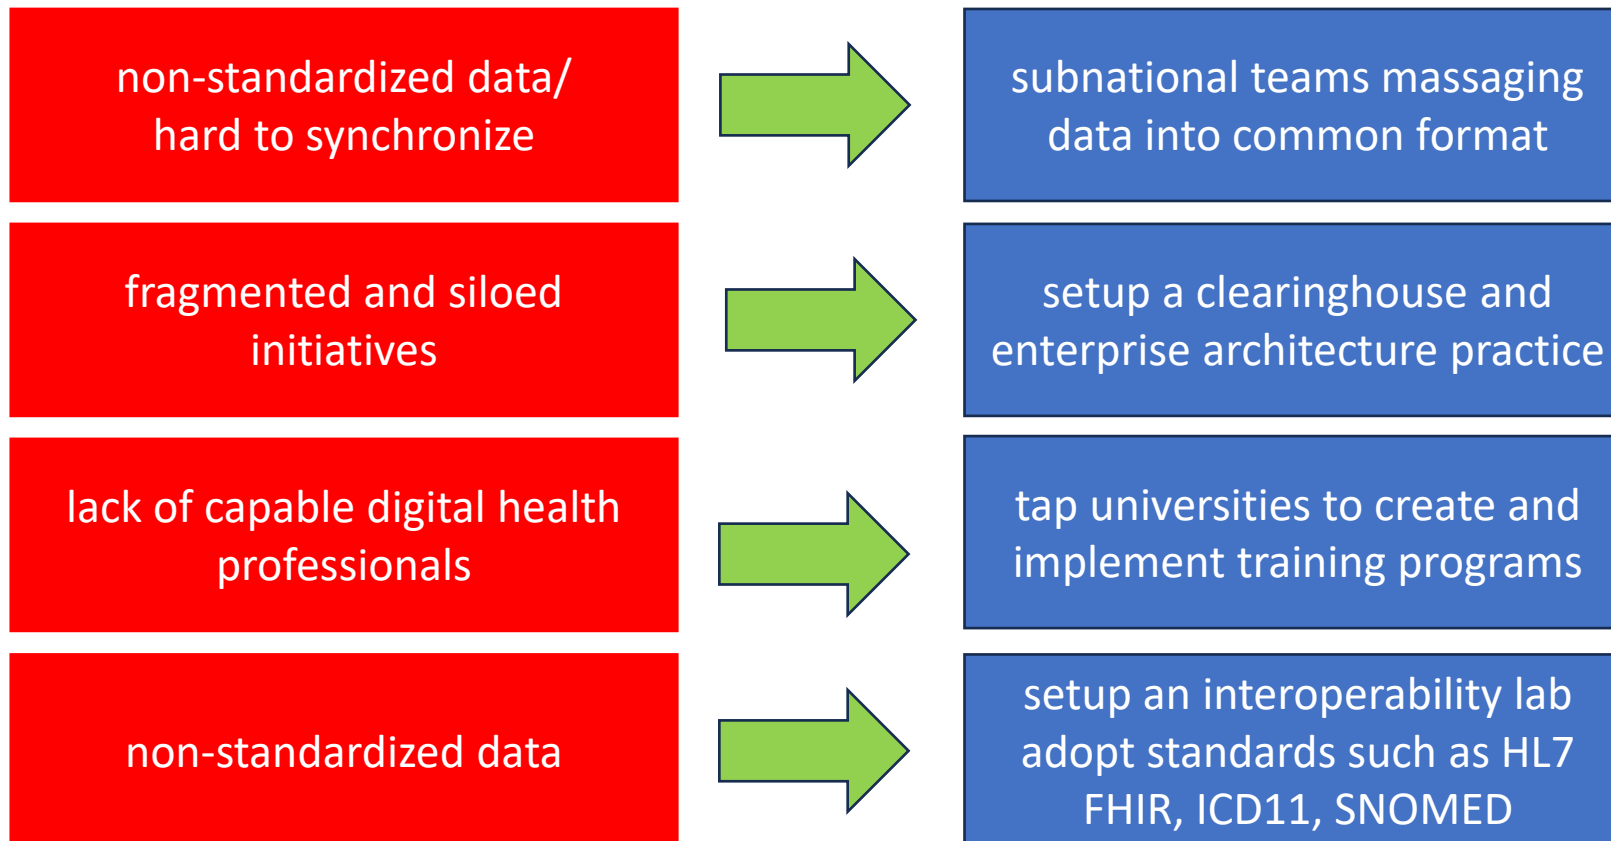 non-standardized data/
hard to synchronize
subnational teams massaging
data into common format
fragmented and siloed
initiatives
setup a clearinghouse and
enterprise architecture practice
lack of capable digital health
professionals
tap universities to create and
implement training programs
non-standardized data
setup an interoperability lab
adopt standards such as HL7
FHIR, ICD11, SNOMED